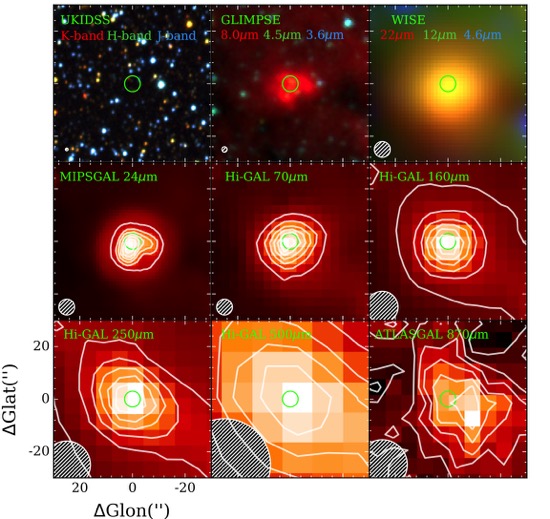 UKIDSS
K-band H-band J-band
GLIMPSE
8.0μm 4.5μm 3.6μm
WISE
22μm 12μm 4.6μm
MIPSGAL 24μm
Hi-GAL 70μm
Hi-GAL 160μm
Hi-GAL 250μm
Hi-GAL 500μm
ATLASGAL 870μm
20
0
-20
ΔGlat('')
20 0 -20
ΔGlon('')